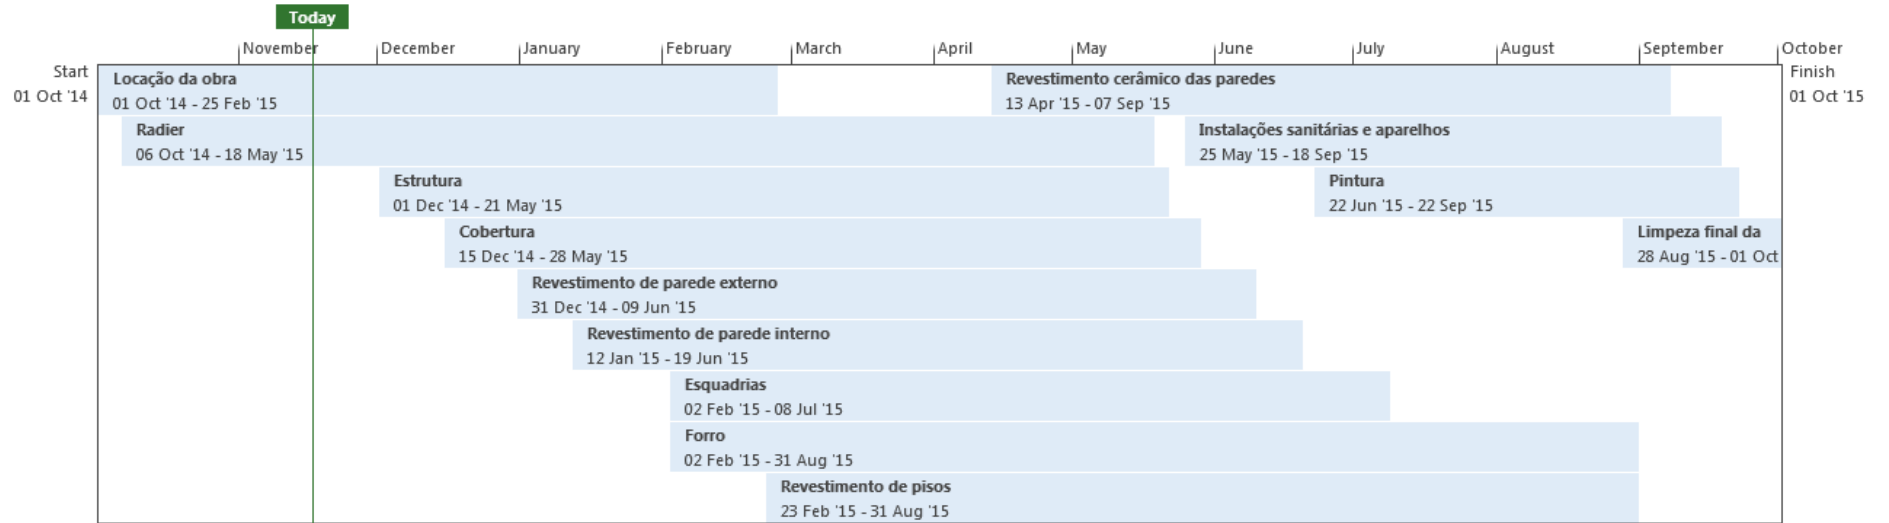 Today
November
December
January
February
March
April
May
June
July
August
September
October
Start
01 Oct '14
Finish
01 Oct '15
Locação da obra
01 Oct '14 - 25 Feb '15
Revestimento cerâmico das paredes
13 Apr '15 - 07 Sep '15
Radier
06 Oct '14 - 18 May '15
Instalações sanitárias e aparelhos
25 May '15 - 18 Sep '15
Estrutura
01 Dec '14 - 21 May '15
Pintura
22 Jun '15 - 22 Sep '15
Cobertura
15 Dec '14 - 28 May '15
Limpeza final da
28 Aug '15 - 01 Oct
Revestimento de parede externo
31 Dec '14 - 09 Jun '15
Revestimento de parede interno
12 Jan '15 - 19 Jun '15
Esquadrias
02 Feb '15 - 08 Jul '15
Forro
02 Feb '15 - 31 Aug '15
Revestimento de pisos
23 Feb '15 - 31 Aug '15